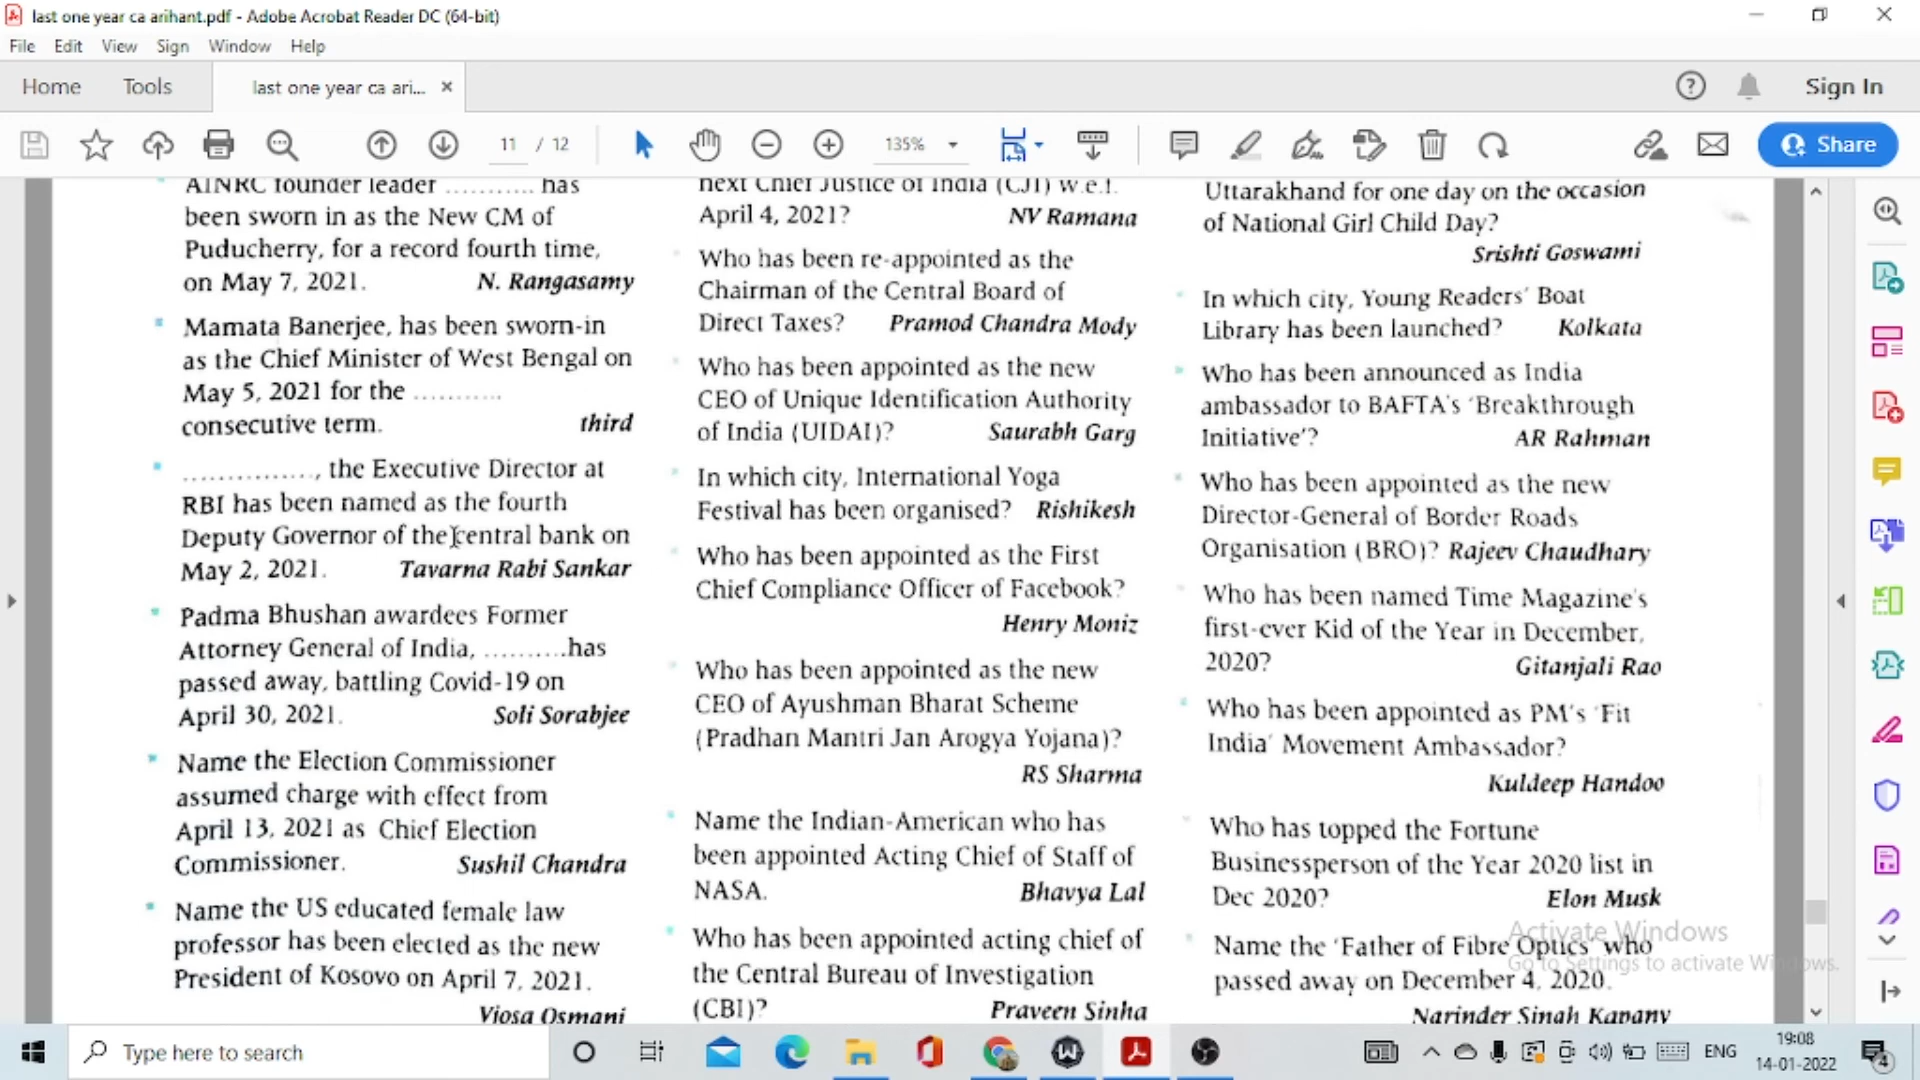 last one year ca arihant.pdf - Adobe Acrobat Reader DC (64-bit)
File Edit View Sign Window Help
Home Tools last one year ca ari... × Sign In
11 / 12 135% Share
AINRC founder leader ........... has
been sworn in as the New CM of
Puducherry, for a record fourth time,
on May 7, 2021. N. Rangasamy
Mamata Banerjee, has been sworn-in
as the Chief Minister of West Bengal on
May 5, 2021 for the ...........
consecutive term. third
................, the Executive Director at
RBI has been named as the fourth
Deputy Governor of the central bank on
May 2, 2021. Tavarna Rabi Sankar
Padma Bhushan awardees Former
Attorney General of India, ..........has
passed away, battling Covid-19 on
April 30, 2021. Soli Sorabjee
Name the Election Commissioner
assumed charge with effect from
April 13, 2021 as Chief Election
Commissioner. Sushil Chandra
Name the US educated female law
professor has been elected as the new
President of Kosovo on April 7, 2021.
Vjosa Osmani
next Chief Justice of India (CJI) w.e.f.
April 4, 2021? NV Ramana
Who has been re-appointed as the
Chairman of the Central Board of
Direct Taxes? Pramod Chandra Mody
Who has been appointed as the new
CEO of Unique Identification Authority
of India (UIDAI)? Saurabh Garg
In which city, International Yoga
Festival has been organised? Rishikesh
Who has been appointed as the First
Chief Compliance Officer of Facebook?
Henry Moniz
Who has been appointed as the new
CEO of Ayushman Bharat Scheme
(Pradhan Mantri Jan Arogya Yojana)?
RS Sharma
Name the Indian-American who has
been appointed Acting Chief of Staff of
NASA. Bhavya Lal
Who has been appointed acting chief of
the Central Bureau of Investigation
(CBI)? Praveen Sinha
Uttarakhand for one day on the occasion
of National Girl Child Day?
Srishti Goswami
In which city, Young Readers' Boat
Library has been launched? Kolkata
Who has been announced as India
ambassador to BAFTA's 'Breakthrough
Initiative'? AR Rahman
Who has been appointed as the new
Director-General of Border Roads
Organisation (BRO)? Rajeev Chaudhary
Who has been named Time Magazine's
first-ever Kid of the Year in December,
2020? Gitanjali Rao
Who has been appointed as PM's 'Fit
India' Movement Ambassador?
Kuldeep Handoo
Who has topped the Fortune
Businessperson of the Year 2020 list in
Dec 2020? Elon Musk
Name the 'Father of Fibre Optics' who
passed away on December 4, 2020.
Narinder Singh Kapany
Activate Windows
Go to Settings to activate Windows.
Type here to search
ENG
19:08
14-01-2022
4